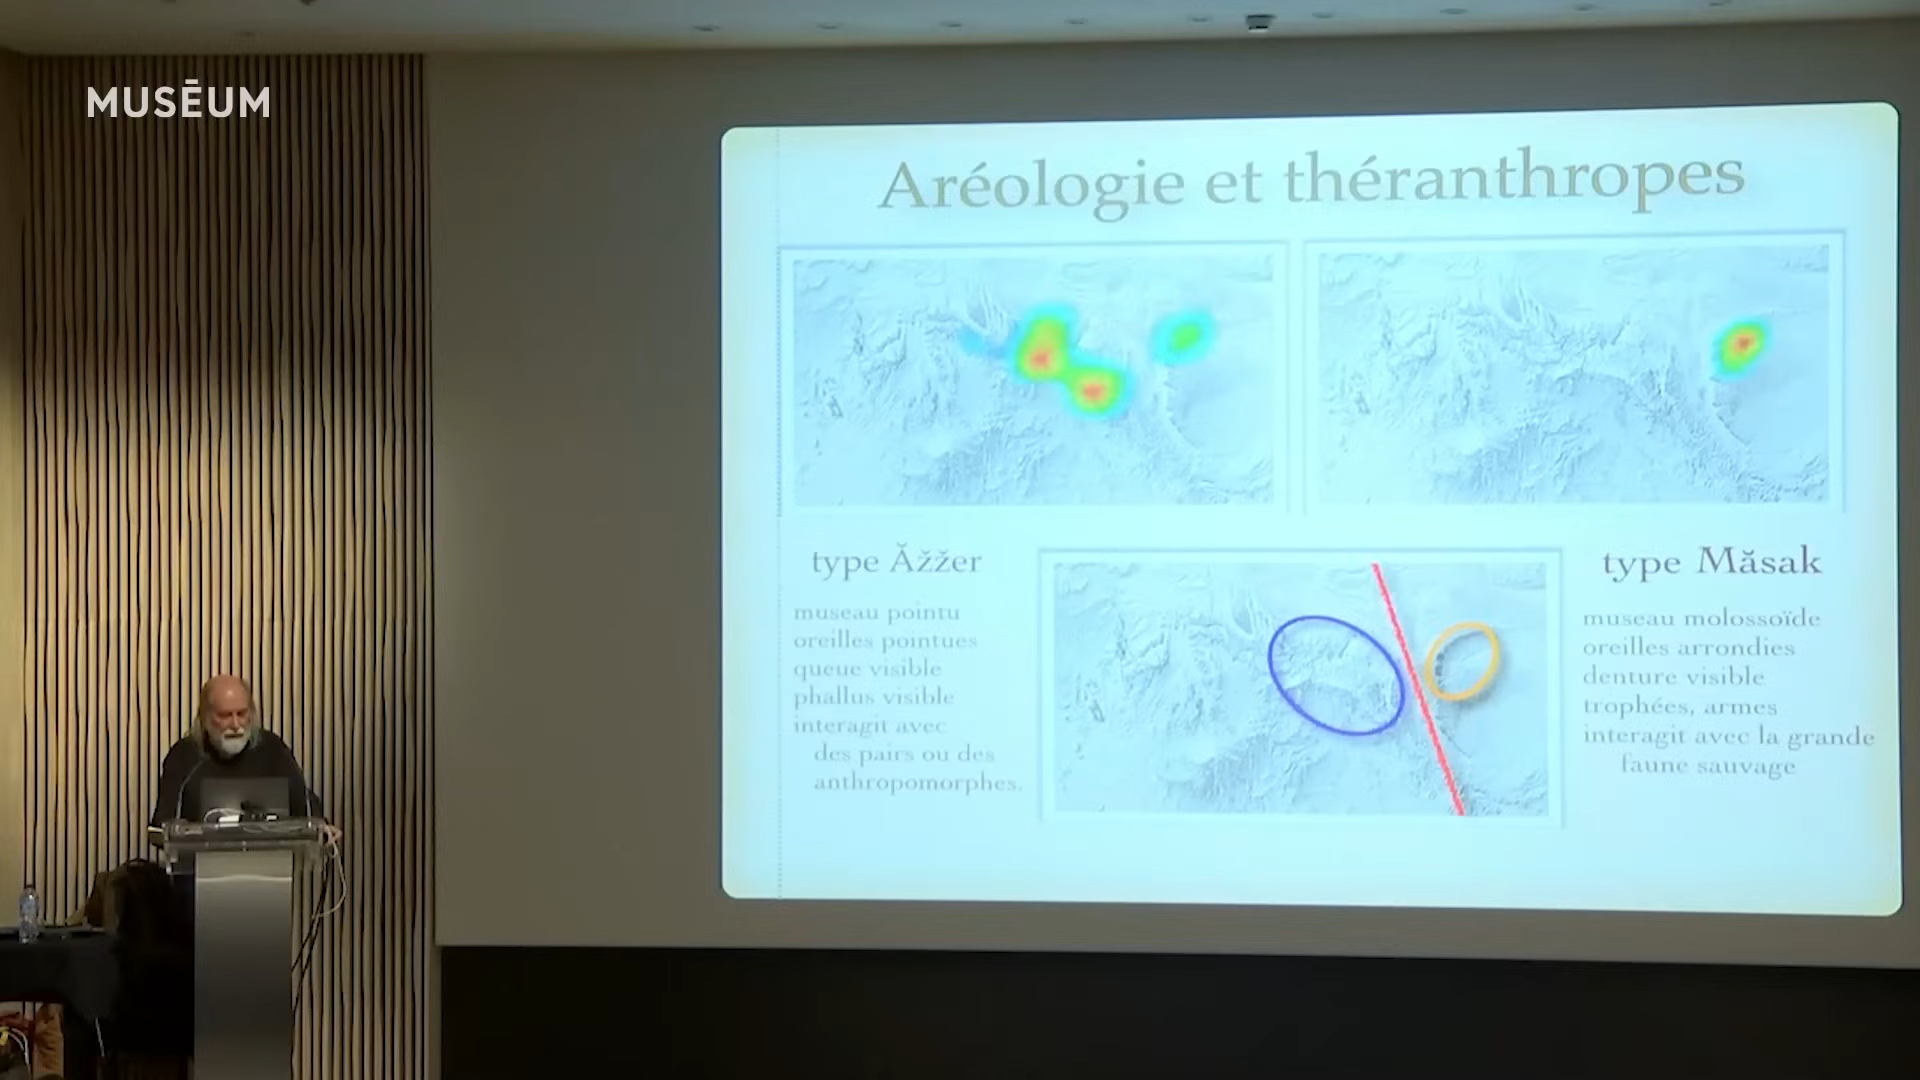 MUSĒUM
Aréologie et théranthropes
type Ăžžer
museau pointu
oreilles pointues
queue visible
phallus visible
interagit avec
des pairs ou des
anthropomorphes.
type Măsak
museau molossoïde
oreilles arrondies
denture visible
trophées, armes
interagit avec la grande
faune sauvage